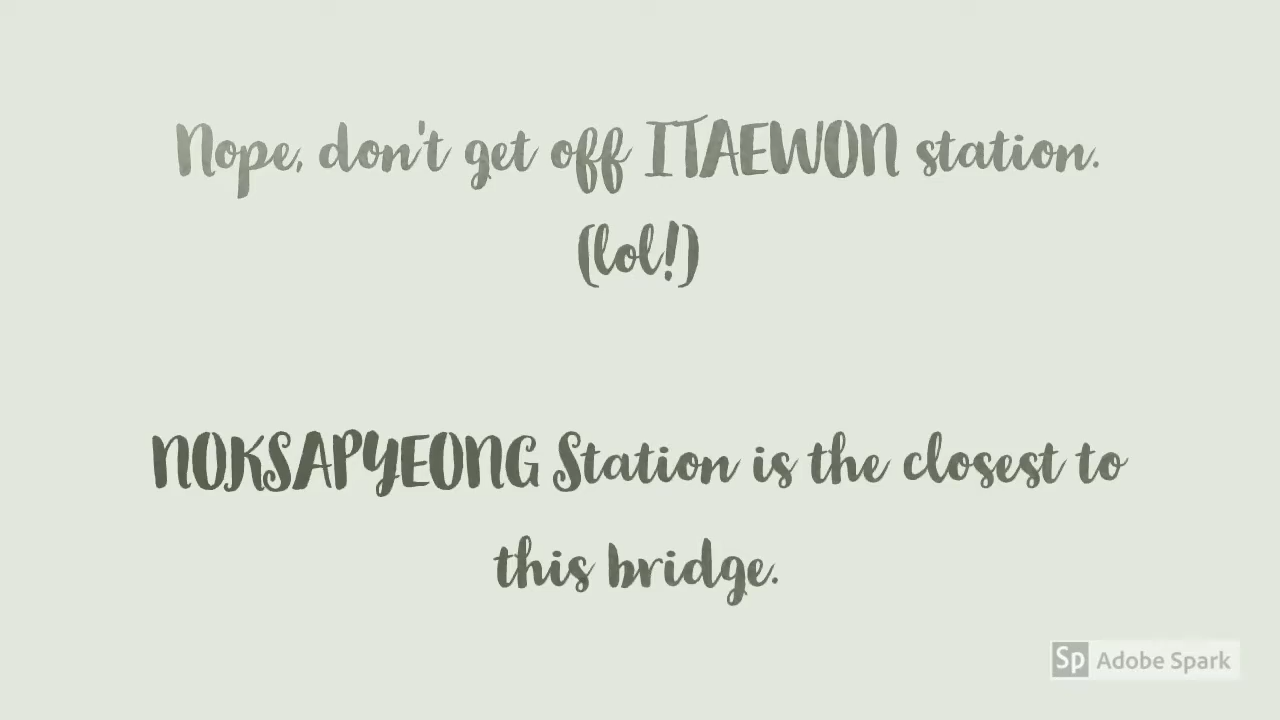 Nope, don't get off ITAEWON station.
(lol!)
NOKSAPYEONG Station is the closest to
this bridge.
Sp Adobe Spark